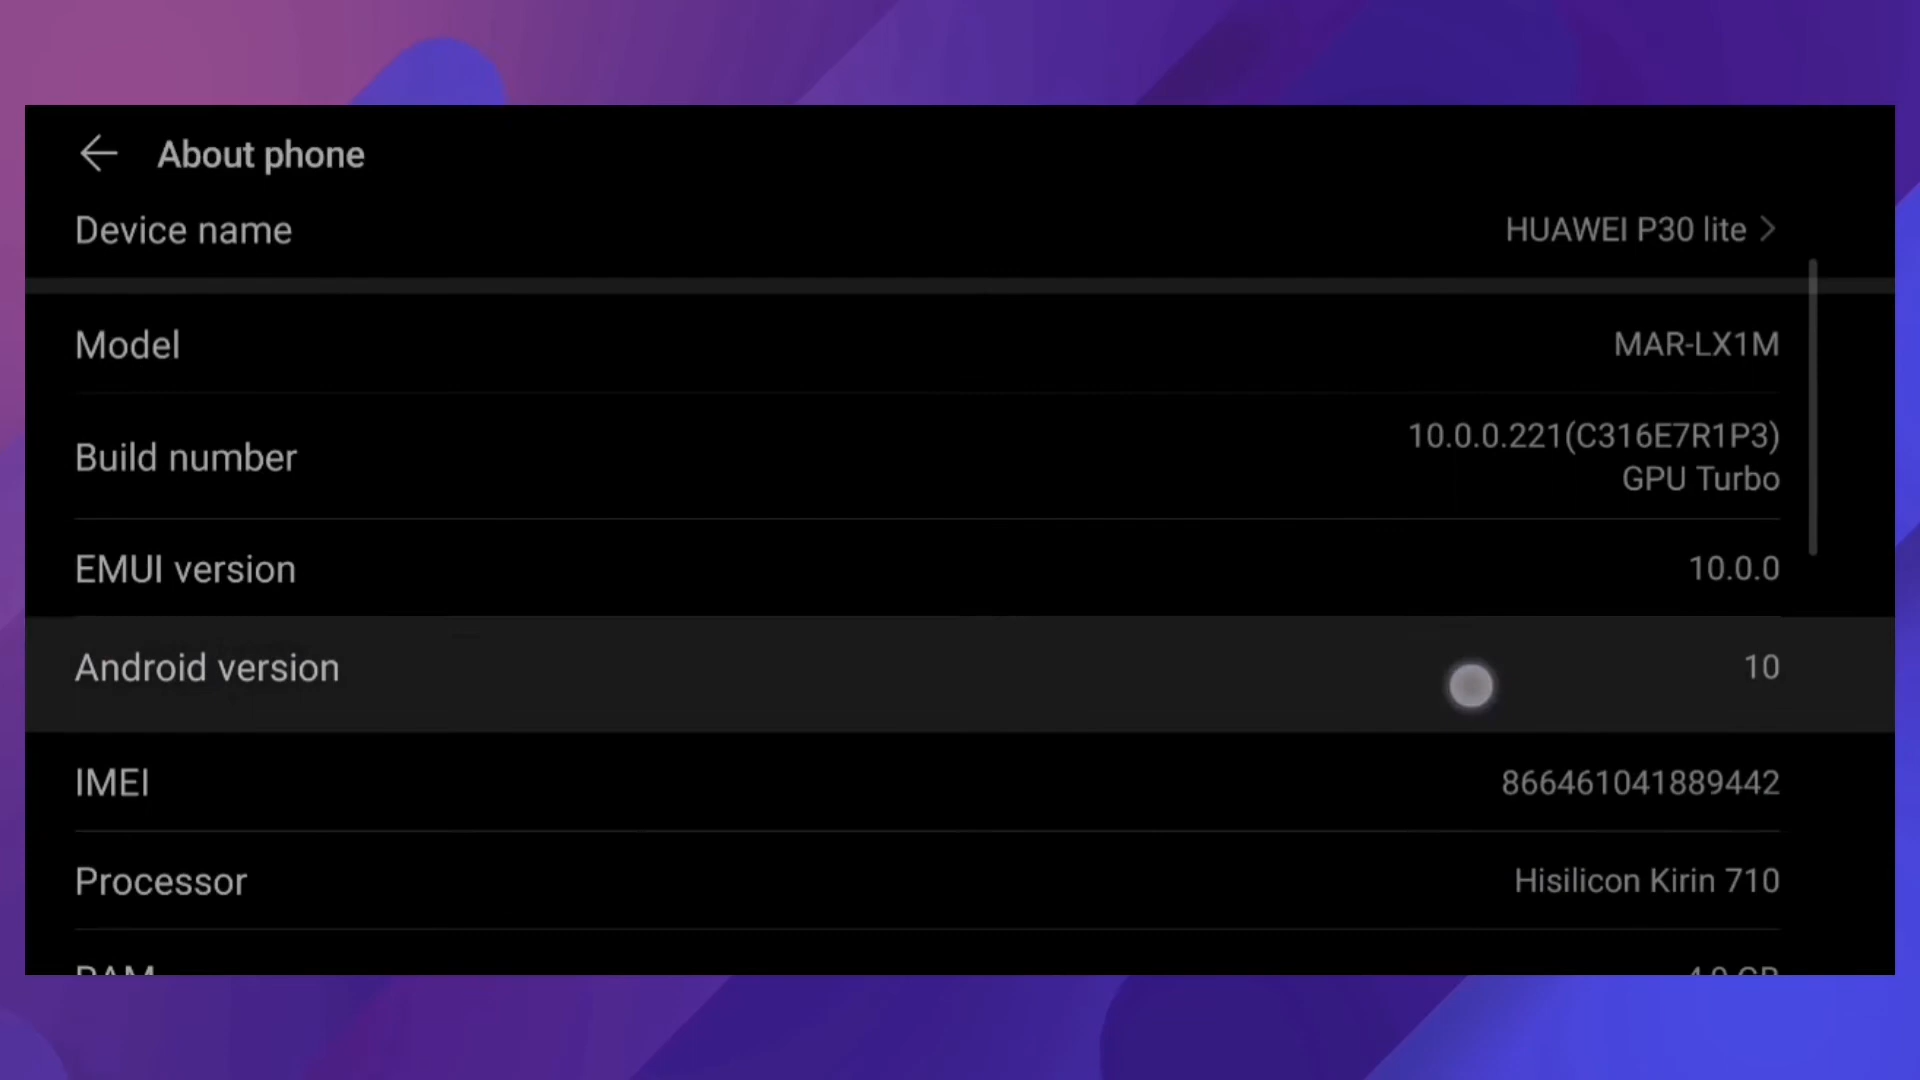 About phone
Device name
HUAWEI P30 lite
Model
MAR-LX1M
Build number
10.0.0.221(C316E7R1P3)
GPU Turbo
EMUI version
10.0.0
Android version
10
IMEI
866461041889442
Processor
Hisilicon Kirin 710
RAM